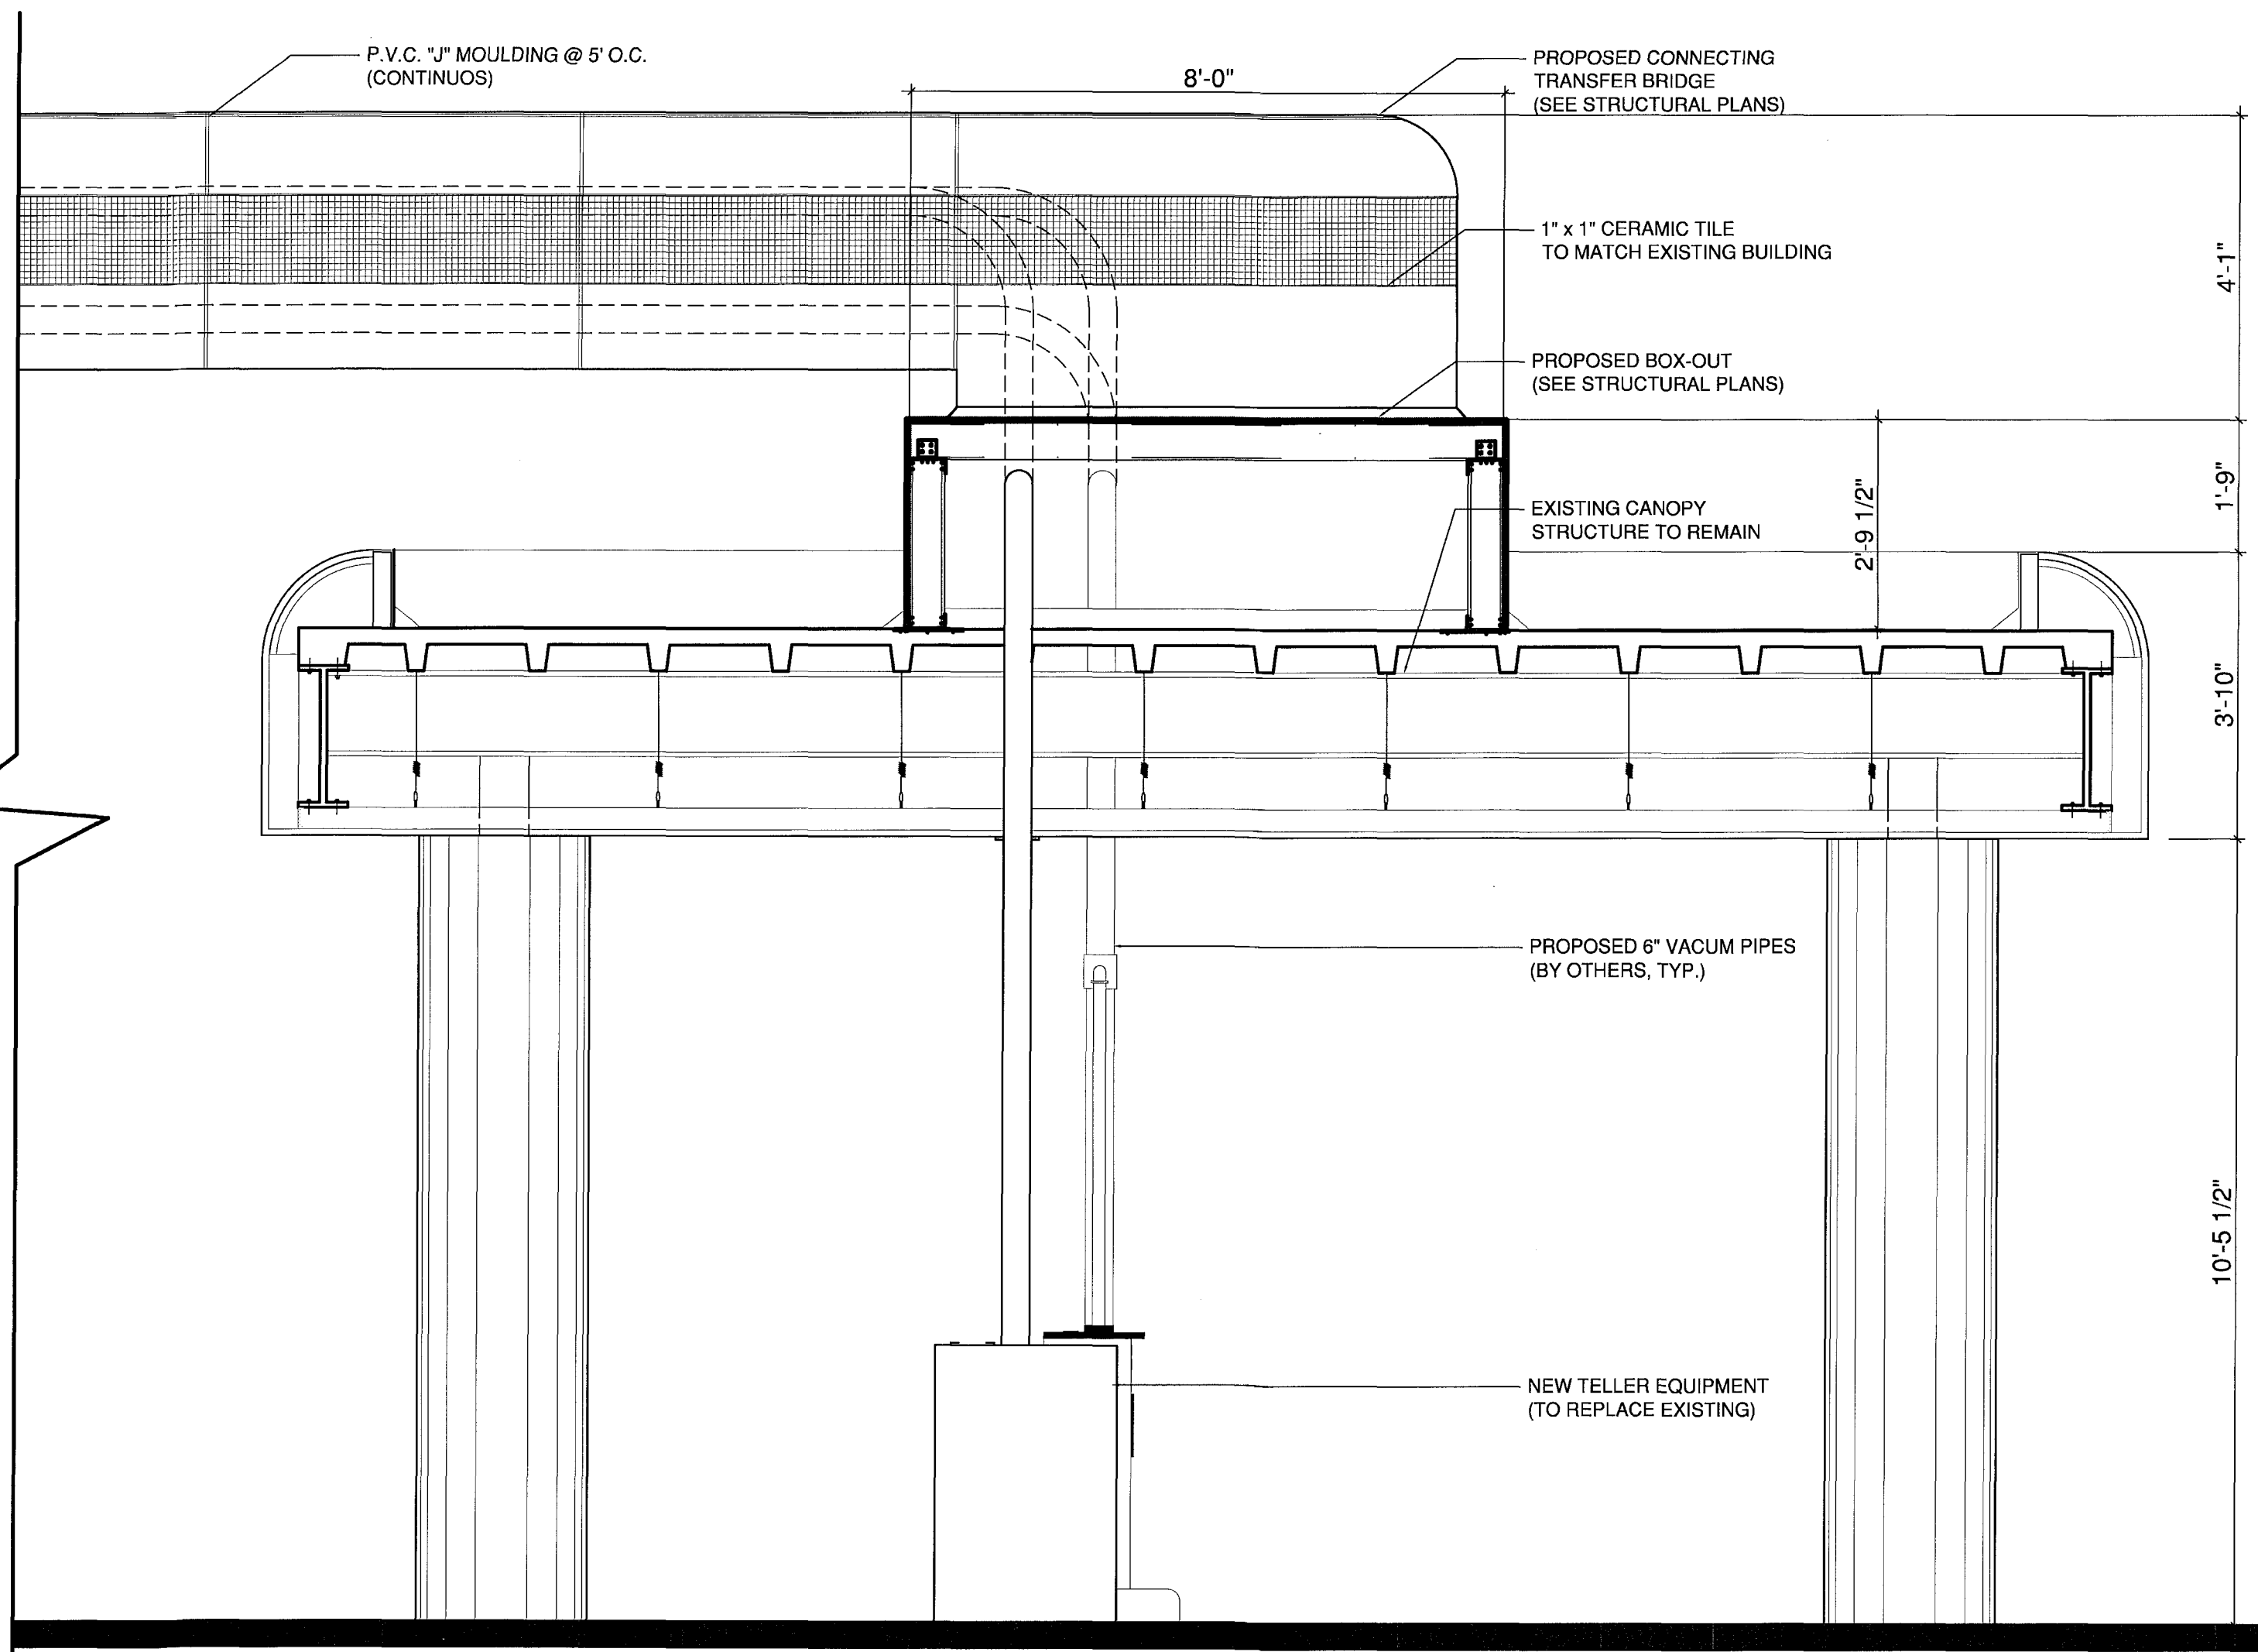 P.V.C. "J" MOULDING @ 5' O.C.
(CONTINUOS)
8'-0"
PROPOSED CONNECTING
TRANSFER BRIDGE
(SEE STRUCTURAL PLANS)
1" x 1" CERAMIC TILE
TO MATCH EXISTING BUILDING
4'-1"
PROPOSED BOX-OUT
(SEE STRUCTURAL PLANS)
EXISTING CANOPY
STRUCTURE TO REMAIN
2'-9 1/2"
1'-9"
3'-10"
PROPOSED 6" VACUM PIPES
(BY OTHERS, TYP.)
10'-5 1/2"
NEW TELLER EQUIPMENT
(TO REPLACE EXISTING)